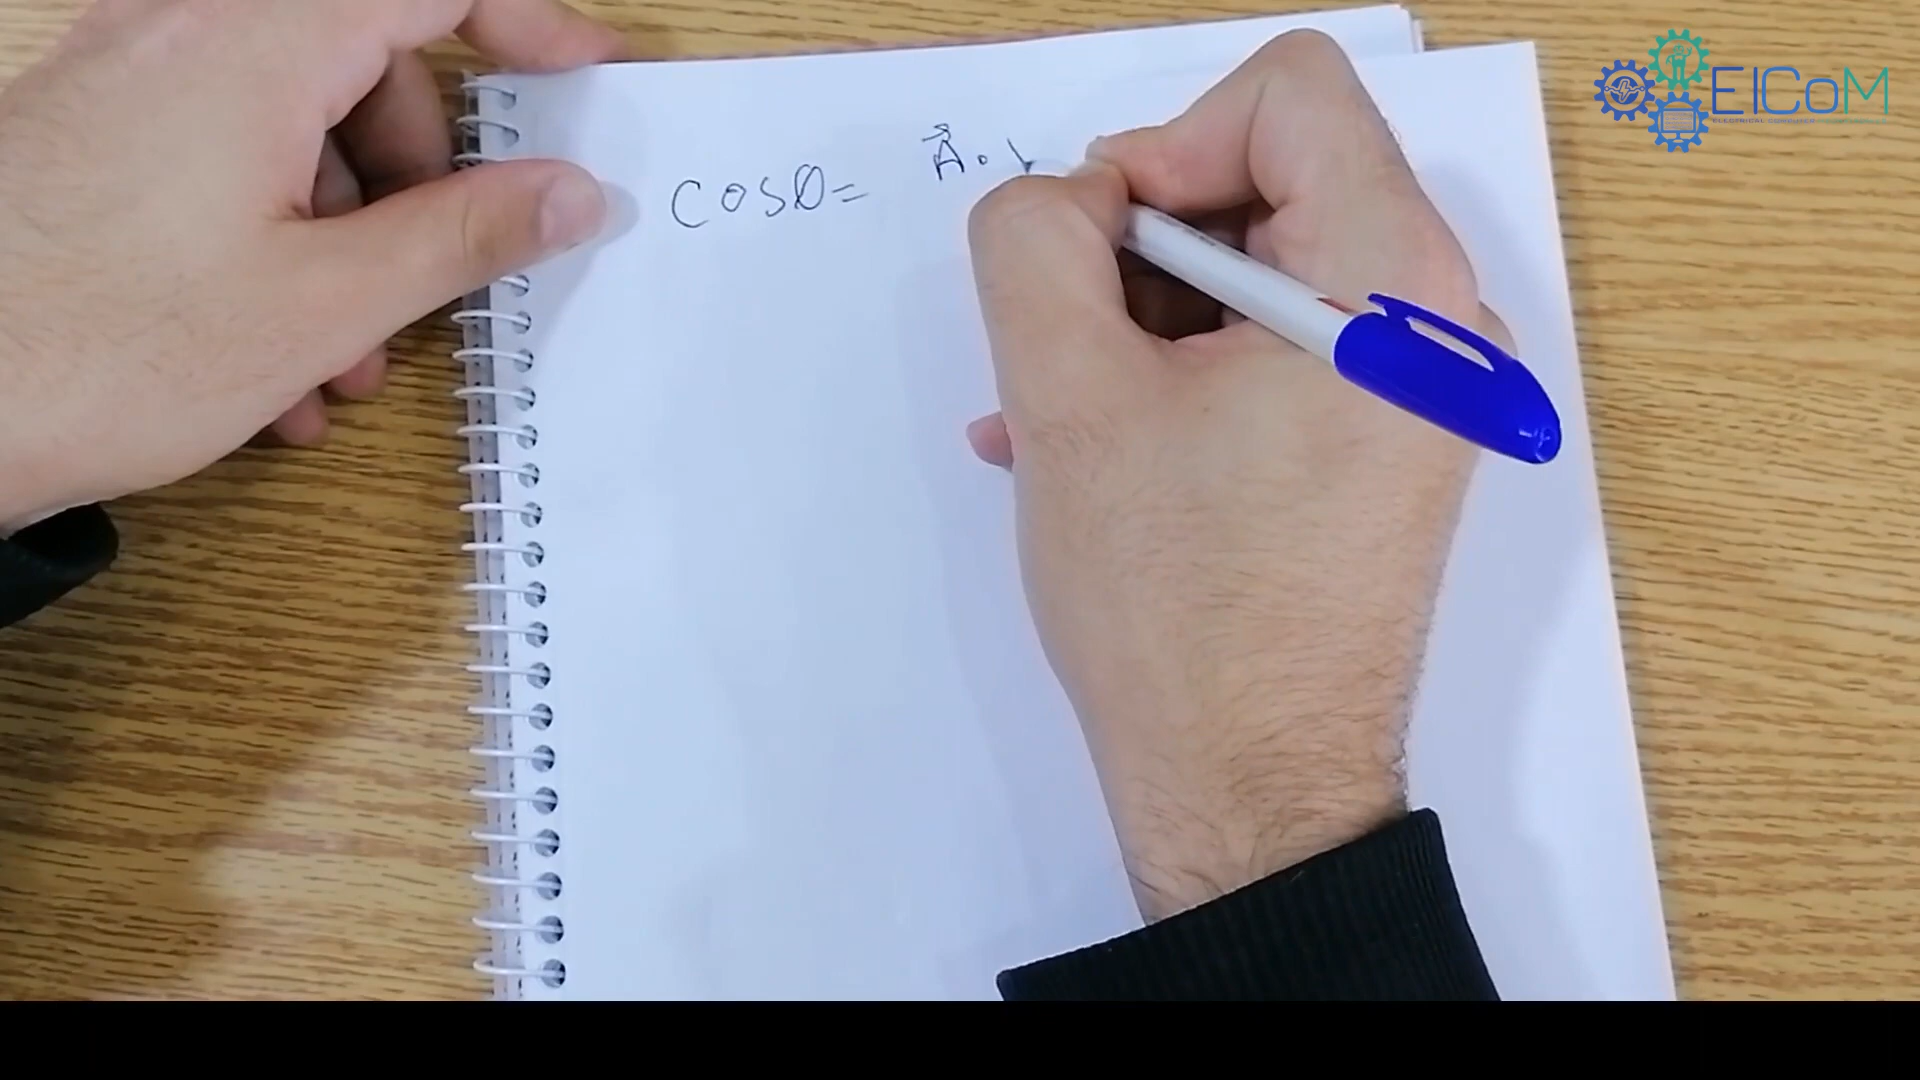 cosθ= A⃗ .
EICoM